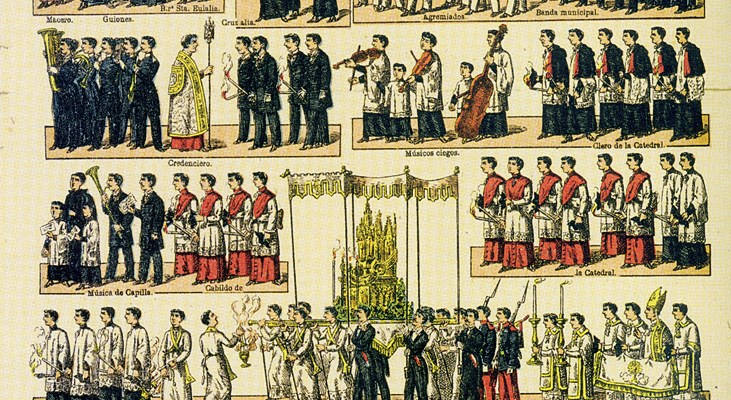 Macero.
Guiones.
B.ª Sta. Eulalia.
Cruz alta.
Agremiados.
Banda municipal.
Credenciero.
Músicos ciegos.
Clero de la Catedral.
Música de Capilla.
Cabildo de
la Catedral.